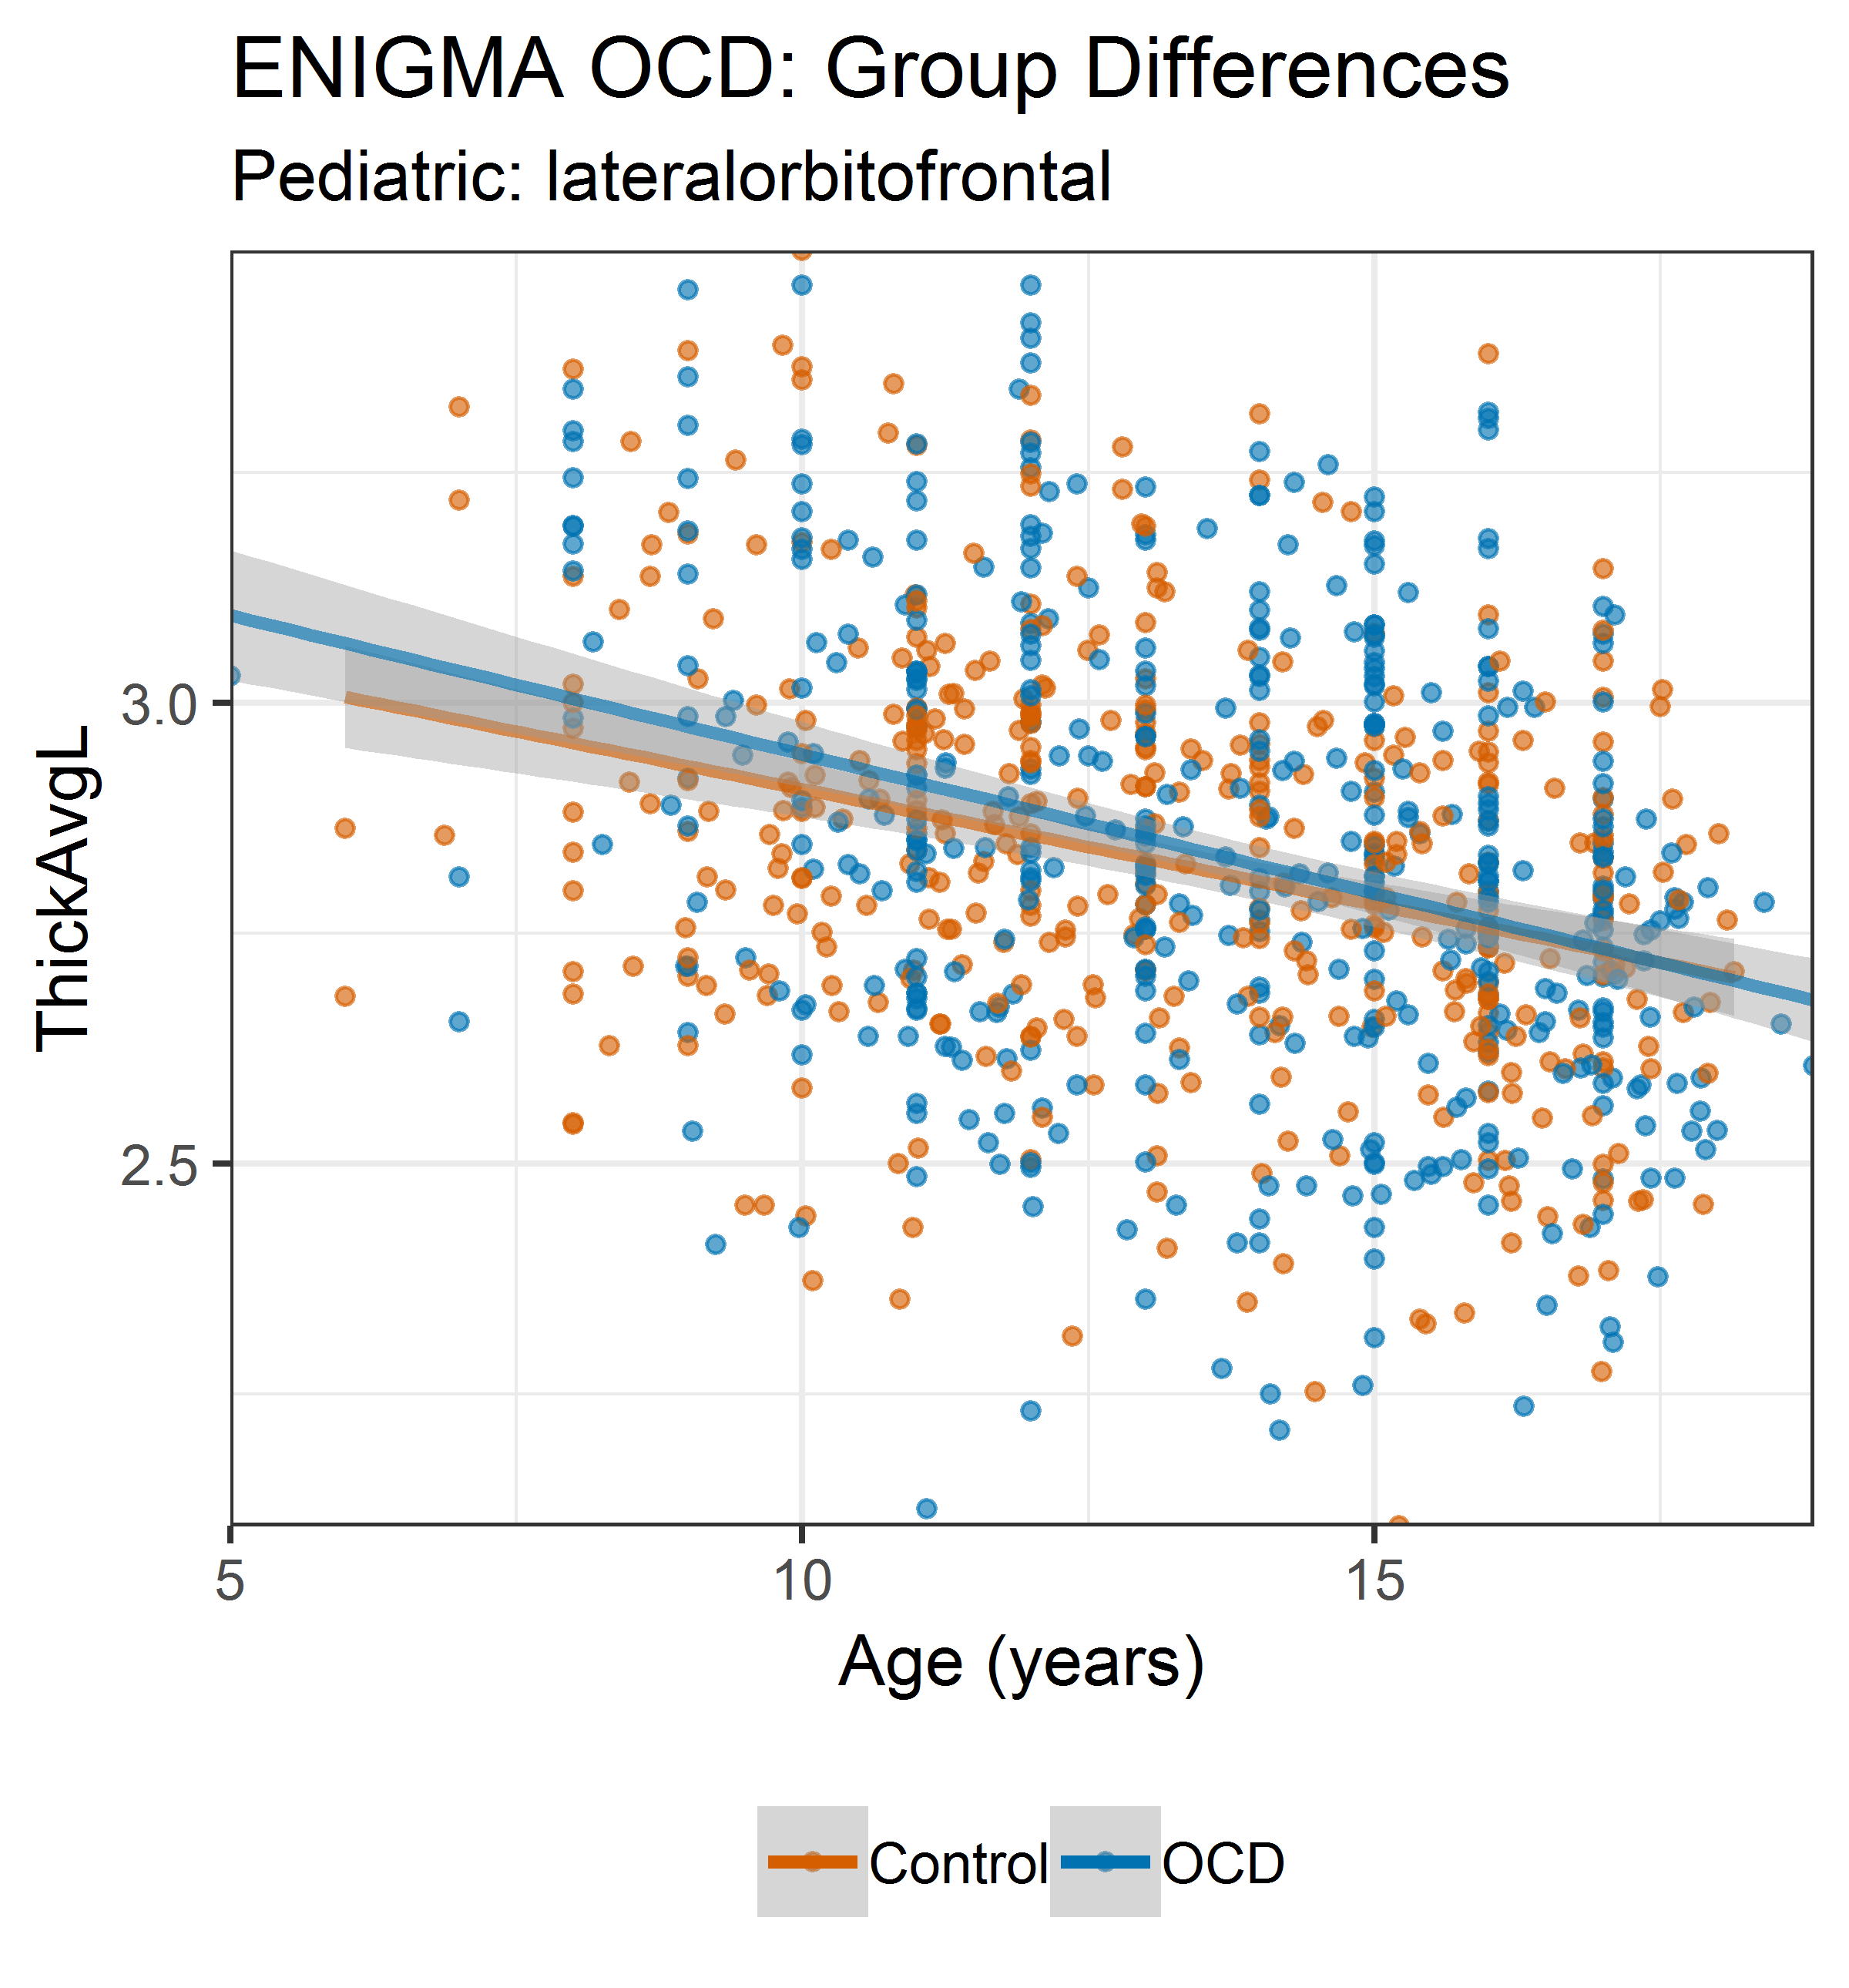 ENIGMA OCD: Group Differences
Pediatric: lateralorbitofrontal
ThickAvgL
3.0
2.5
5 10 15
Age (years)
Control OCD